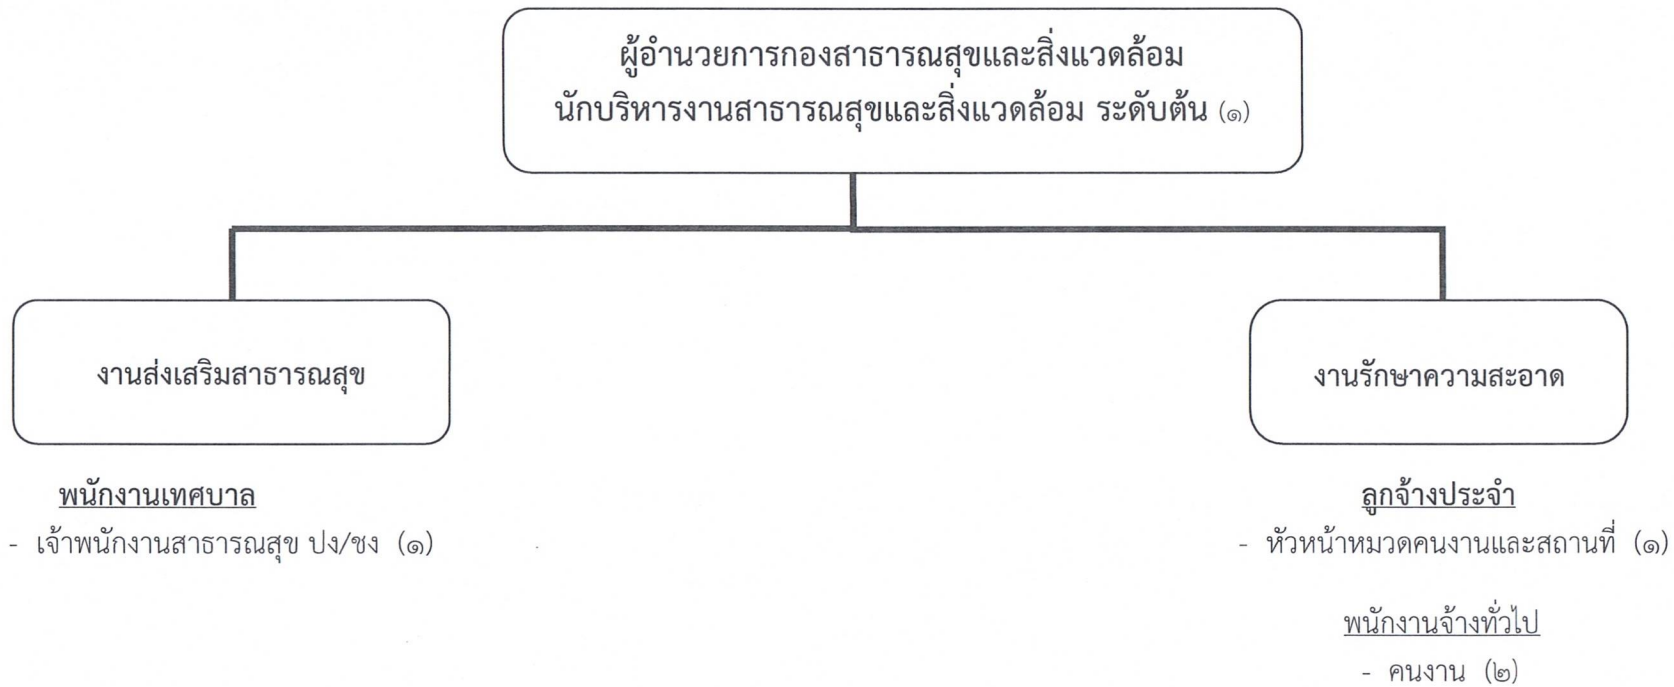 ผู้อำนวยการกองสาธารณสุขและสิ่งแวดล้อม
นักบริหารงานสาธารณสุขและสิ่งแวดล้อม ระดับต้น (๑)
งานส่งเสริมสาธารณสุข
พนักงานเทศบาล
- เจ้าพนักงานสาธารณสุข ปง/ชง (๑)
งานรักษาความสะอาด
ลูกจ้างประจำ
- หัวหน้าหมวดคนงานและสถานที่ (๑)
พนักงานจ้างทั่วไป
- คนงาน (๒)